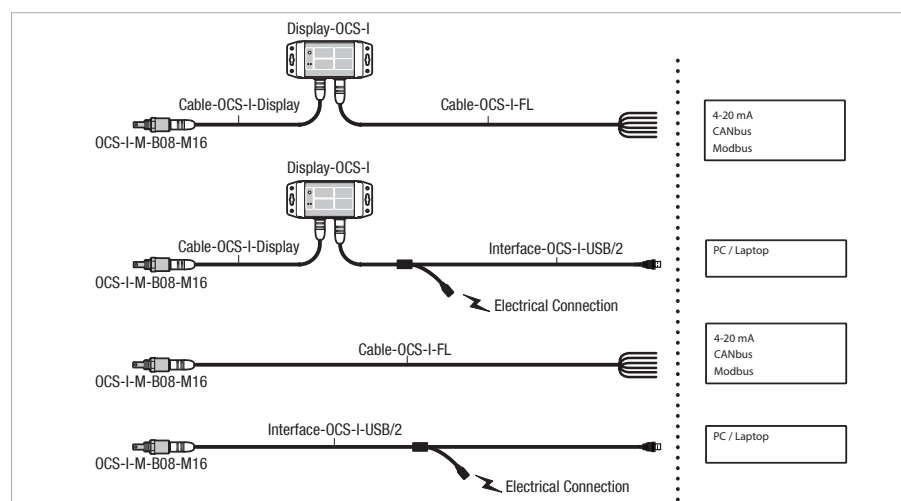 Display-OCS-I
Cable-OCS-I-Display
Cable-OCS-I-FL
OCS-I-M-B08-M16
4-20 mA
CANbus
Modbus
Display-OCS-I
Cable-OCS-I-Display
Interface-OCS-I-USB/2
OCS-I-M-B08-M16
Electrical Connection
PC / Laptop
Cable-OCS-I-FL
OCS-I-M-B08-M16
4-20 mA
CANbus
Modbus
Interface-OCS-I-USB/2
OCS-I-M-B08-M16
Electrical Connection
PC / Laptop